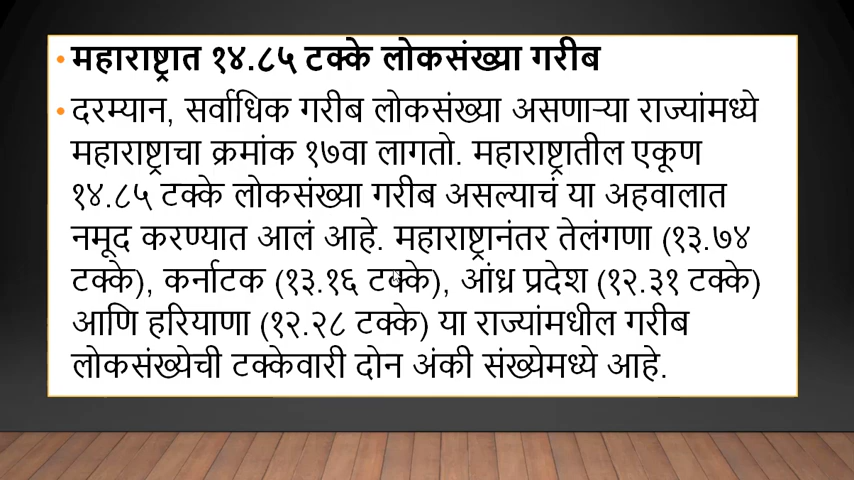 • महाराष्ट्रात १४.८५ टक्के लोकसंख्या गरीब
• दरम्यान, सर्वाधिक गरीब लोकसंख्या असणाऱ्या राज्यांमध्ये
महाराष्ट्राचा क्रमांक १७वा लागतो. महाराष्ट्रातील एकूण
१४.८५ टक्के लोकसंख्या गरीब असल्याचं या अहवालात
नमूद करण्यात आलं आहे. महाराष्ट्रानंतर तेलंगणा (१३.७४
टक्के), कर्नाटक (१३.१६ टक्के), आंध्र प्रदेश (१२.३१ टक्के)
आणि हरियाणा (१२.२८ टक्के) या राज्यांमधील गरीब
लोकसंख्येची टक्केवारी दोन अंकी संख्येमध्ये आहे.